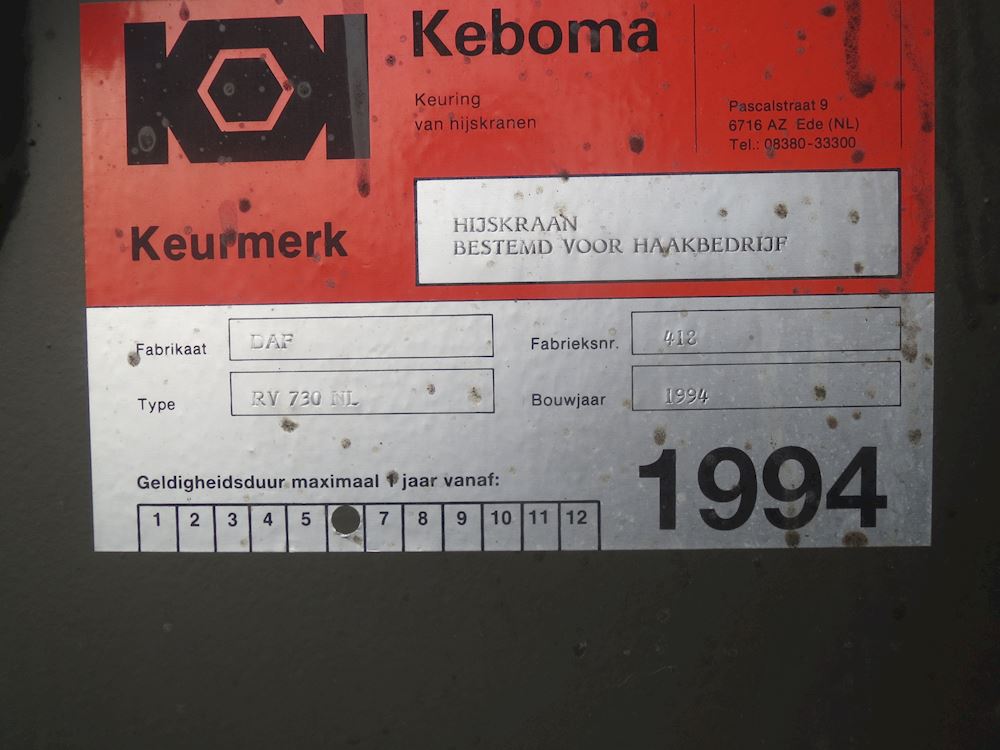 Keboma
Keuring
van hijskranen
Pascalstraat 9
6716 AZ Ede (NL)
Tel.: 08380-33300
Keurmerk
HIJSKRAAN
BESTEMD VOOR HAAKBEDRIJF
Fabrikaat DAF
Fabrieksnr. 418
Type RV 730 NL
Bouwjaar 1994
Geldigheidsduur maximaal 1 jaar vanaf:
1 2 3 4 5 7 8 9 10 11 12
1994